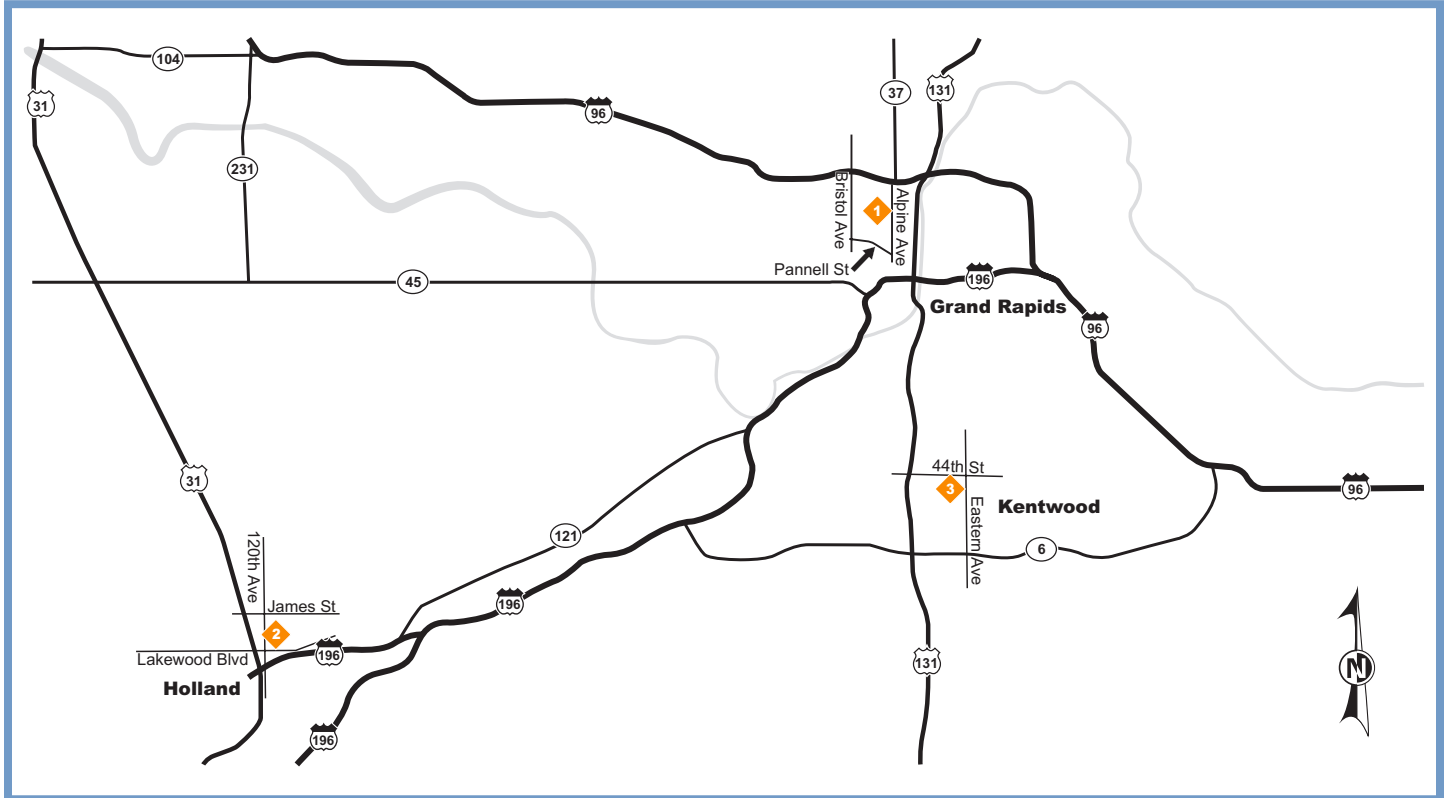 104
31
231
96
37
131
Bristol Ave
1
Alpine Ave
Pannell St
45
196
Grand Rapids
96
31
44th St
3
Kentwood
Eastern Ave
96
121
6
120th Ave
196
James St
2
Lakewood Blvd
196
Holland
131
196
N